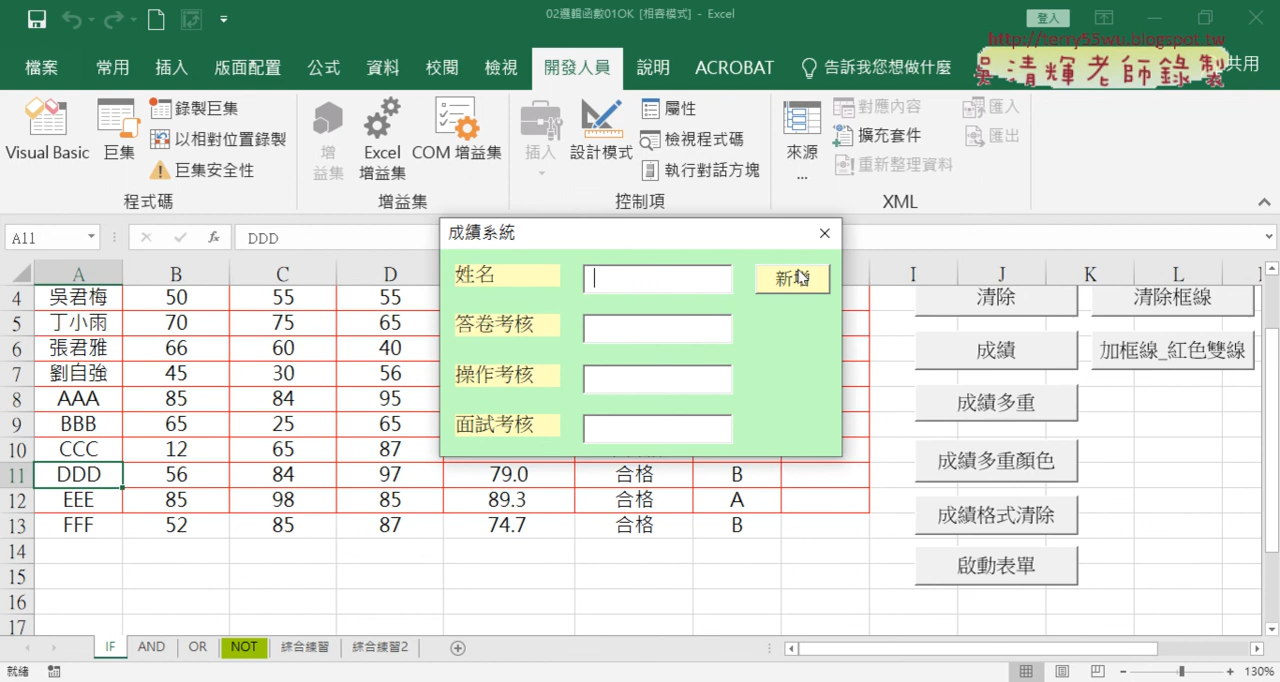 02邏輯函數01OK [相容模式] - Excel
登入
http://terry55wu.blogspot.tw
吳清輝老師錄製
檔案 常用 插入 版面配置 公式 資料 校閱 檢視 開發人員 說明 ACROBAT 告訴我您想做什麼 共用
Visual Basic
巨集
錄製巨集
以相對位置錄製
巨集安全性
程式碼
增
益集
Excel
增益集
COM 增益集
增益集
插入
設計模式
屬性
檢視程式碼
執行對話方塊
控制項
來源
...
對應內容
擴充套件
重新整理資料
匯入
匯出
XML
A11
fx
DDD
成績系統
姓名
新增
答卷考核
操作考核
面試考核
A B C D I J K L
4 吳君梅 50 55 55
5 丁小雨 70 75 65
6 張君雅 66 60 40
7 劉自強 45 30 56
8 AAA 85 84 95
9 BBB 65 25 65
10 CCC 12 65 87
11 DDD 56 84 97 79.0 合格 B
12 EEE 85 98 85 89.3 合格 A
13 FFF 52 85 87 74.7 合格 B
14
15
16
17
清除 清除框線
成績 加框線_紅色雙線
成績多重
成績多重顏色
成績格式清除
啟動表單
IF AND OR NOT 綜合練習 綜合練習2
就緒
130%